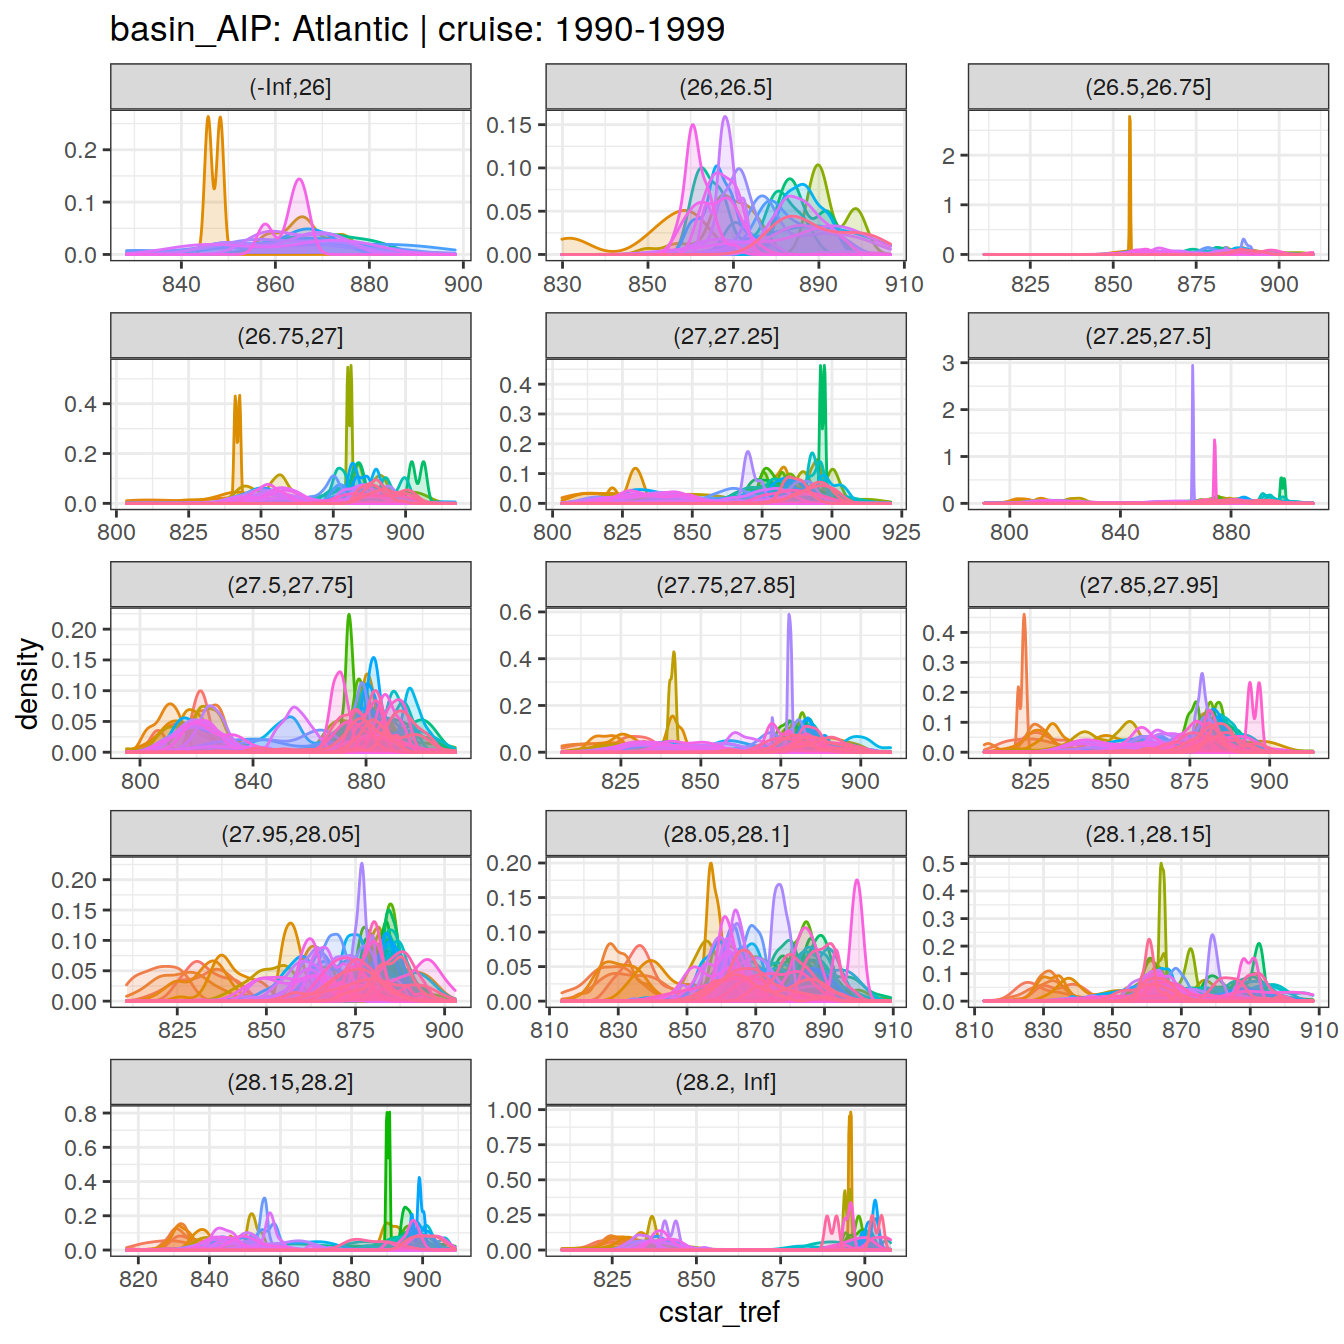 basin_AIP: Atlantic | cruise: 1990-1999
(-Inf,26] (26,26.5] (26.5,26.75]
0.2 0.1 0.0
840 860 880 900
0.15 0.10 0.05 0.00
830 850 870 890 910
2 1 0
825 850 875 900
(26.75,27] (27,27.25] (27.25,27.5]
0.4 0.2 0.0
800 825 850 875 900
0.4 0.3 0.2 0.1 0.0
800 825 850 875 900 925
3 2 1 0
800 840 880
(27.5,27.75] (27.75,27.85] (27.85,27.95]
0.20 0.15 0.10 0.05 0.00
800 840 880
0.6 0.4 0.2 0.0
825 850 875 900
0.4 0.3 0.2 0.1 0.0
825 850 875 900
density
(27.95,28.05] (28.05,28.1] (28.1,28.15]
0.20 0.15 0.10 0.05 0.00
825 850 875 900
0.20 0.15 0.10 0.05 0.00
810 830 850 870 890 910
0.5 0.4 0.3 0.2 0.1 0.0
810 830 850 870 890 910
(28.15,28.2] (28.2, Inf]
0.8 0.6 0.4 0.2 0.0
820 840 860 880 900
1.00 0.75 0.50 0.25 0.00
825 850 875 900
cstar_tref